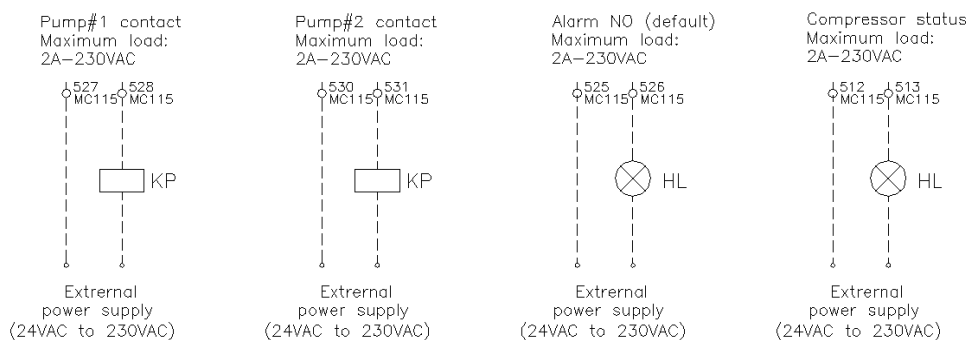 Pump#1 contact
Maximum load:
2A-230VAC
527
MC115
528
MC115
KP
Extrernal
power supply
(24VAC to 230VAC)
Pump#2 contact
Maximum load:
2A-230VAC
530
MC115
531
MC115
KP
Extrernal
power supply
(24VAC to 230VAC)
Alarm NO (default)
Maximum load:
2A-230VAC
525
MC115
526
MC115
HL
Extrernal
power supply
(24VAC to 230VAC)
Compressor status
Maximum load:
2A-230VAC
512
MC115
513
MC115
HL
Extrernal
power supply
(24VAC to 230VAC)